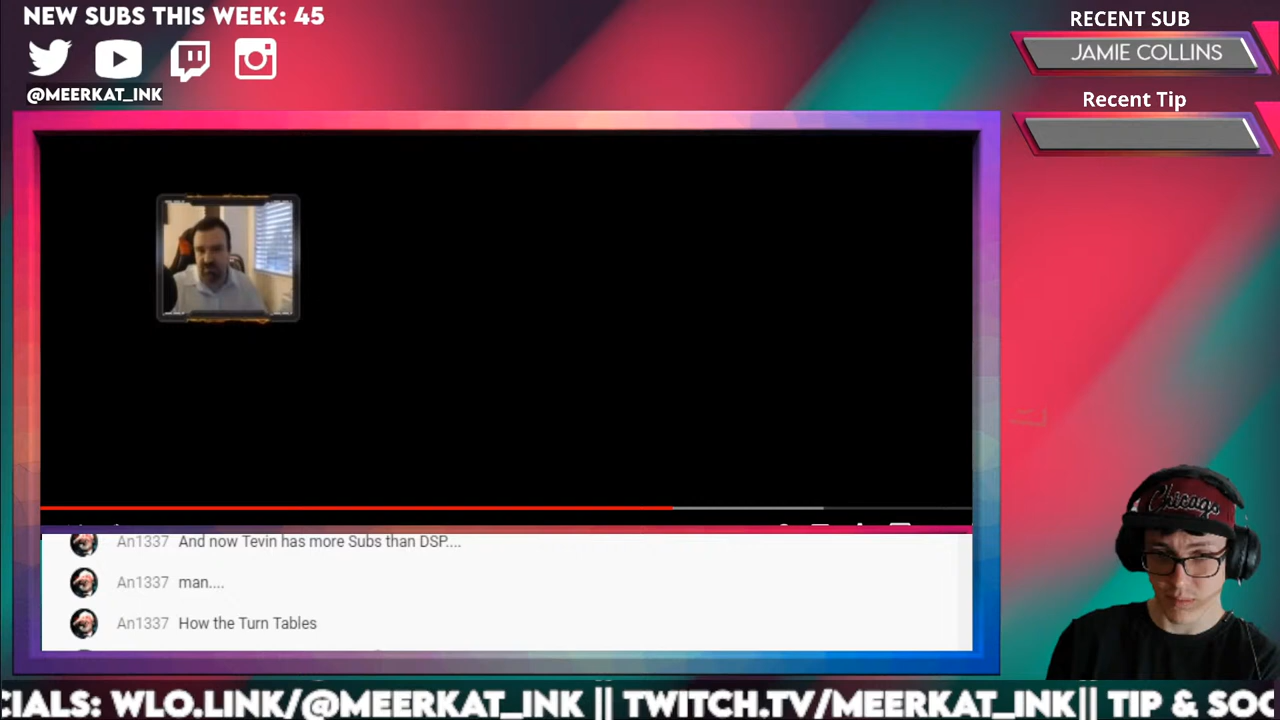 NEW SUBS THIS WEEK: 45
@MEERKAT_INK
RECENT SUB
JAMIE COLLINS
Recent Tip
An1337 And now Tevin has more Subs than DSP....
An1337 man....
An1337 How the Turn Tables
Chicago
CIALS: WLO.LINK/@MEERKAT_INK || TWITCH.TV/MEERKAT_INK|| TIP & SOC